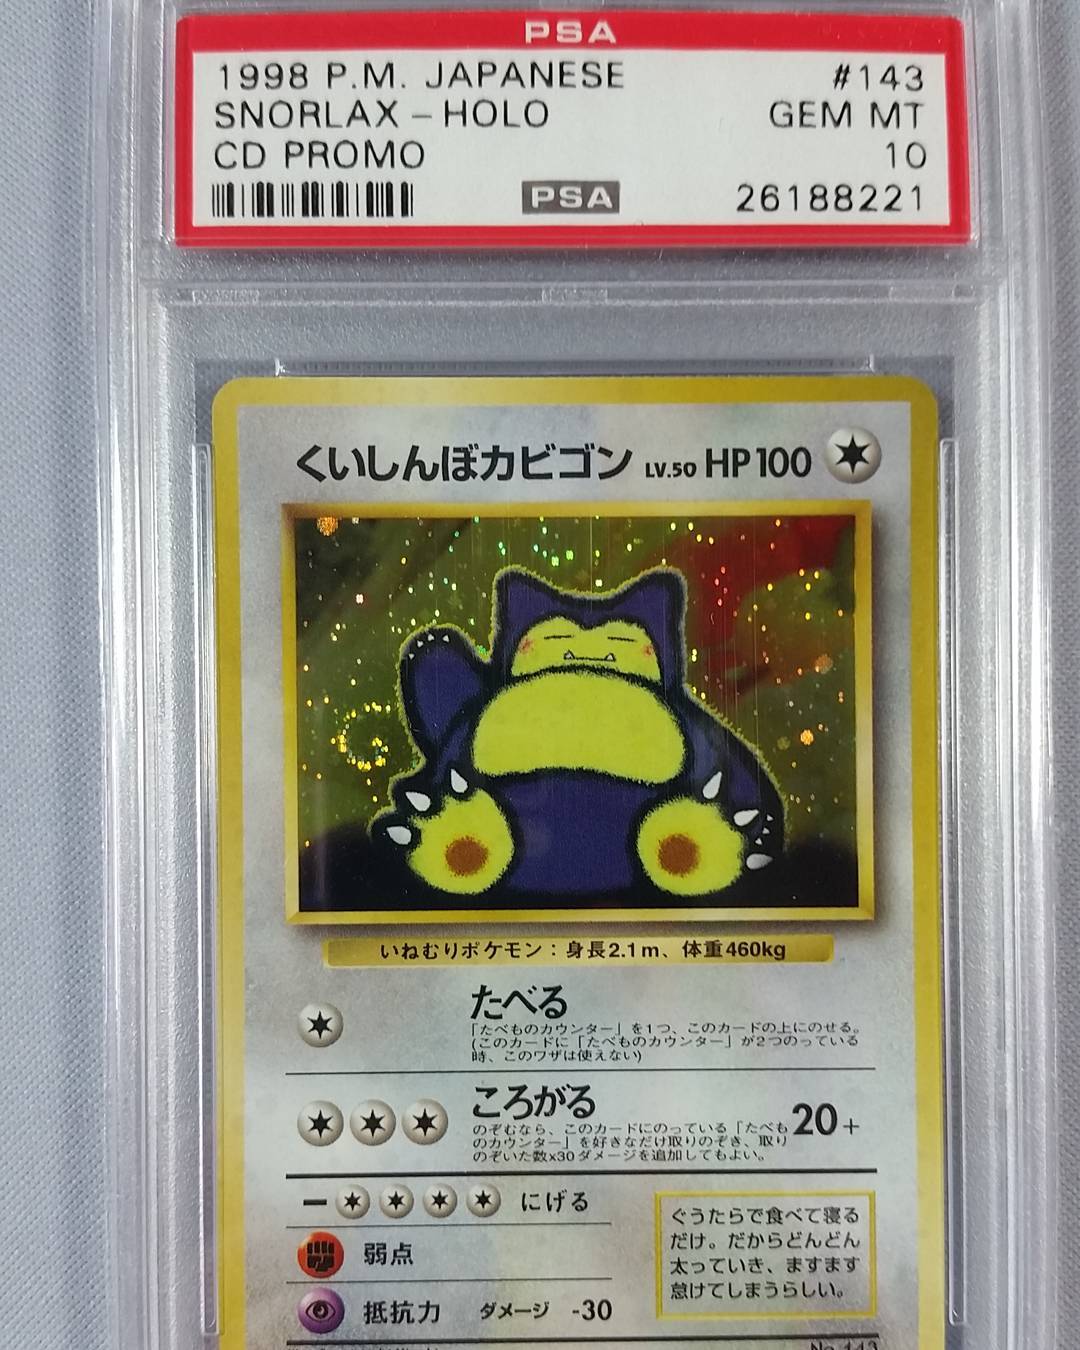 PSA
1998 P.M. JAPANESE #143
SNORLAX – HOLO GEM MT
CD PROMO 10
PSA 26188221
くいしんぼカビゴン LV.50 HP100
いねむりポケモン：身長2.1m、体重460kg
たべる
「たべものカウンター」を1つ、このカードの上にのせる。
(このカードに「たべものカウンター」が2つのっている
時、このワザは使えない)
ころがる
のぞむなら、このカードにのっている「たべも
のカウンター」を好きなだけ取りのぞき、取り
のぞいた数x30ダメージを追加してもよい。
20+
にげる
弱点
抵抗力 ダメージ -30
ぐうたらで食べて寝る
だけ。だからどんどん
太っていき、ますます
怠けてしまうらしい。
No.143